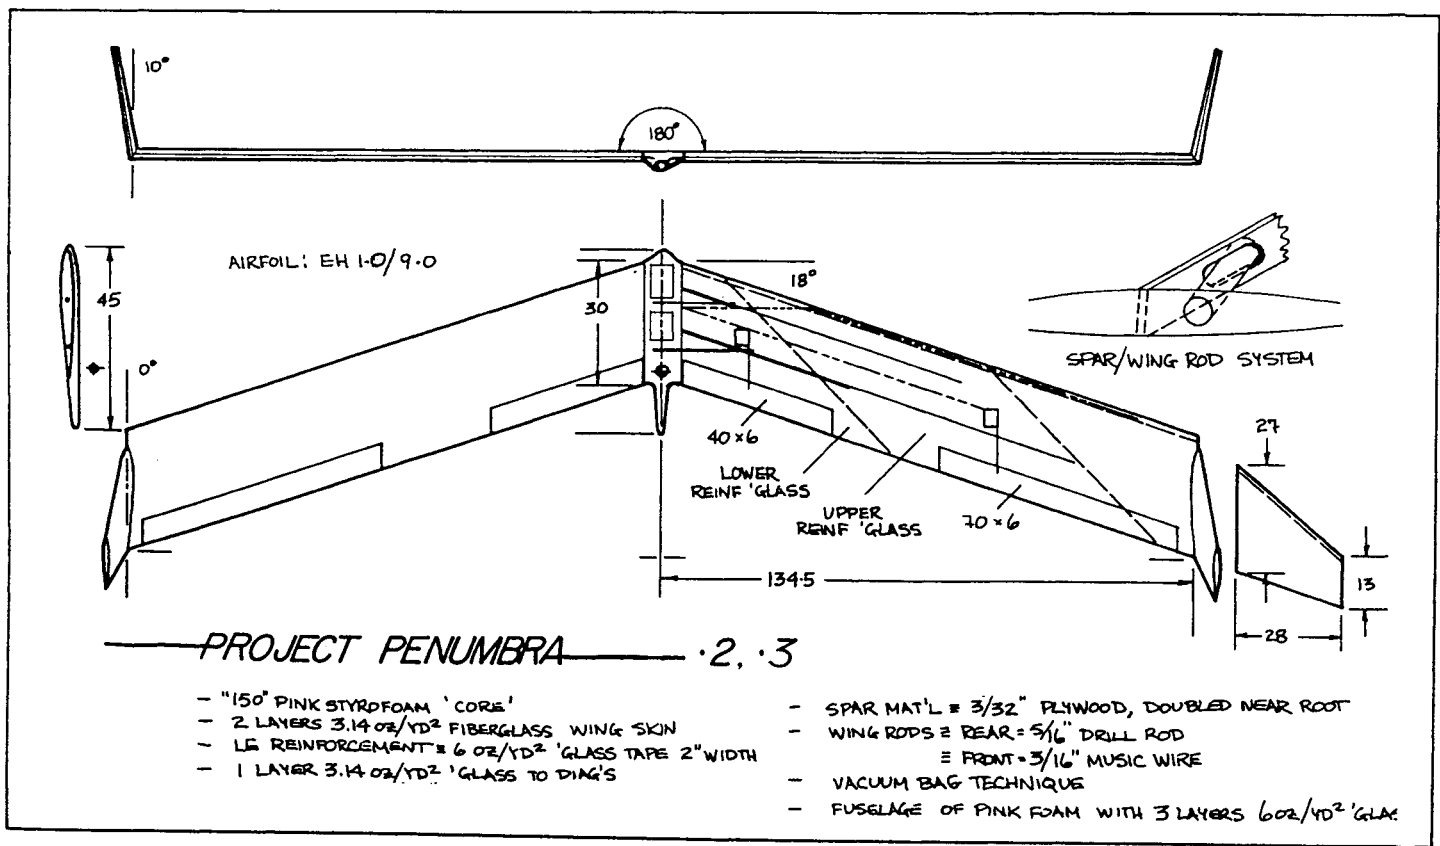 10°
180°
AIRFOIL: EH 1·0/9·0
45
0°
30
18°
SPAR/WING ROD SYSTEM
40×6
LOWER
REINF 'GLASS
UPPER
REINF 'GLASS
70×6
27
13
28
134·5
PROJECT PENUMBRA ·2, ·3
- "150" PINK STYROFOAM 'CORE'
- 2 LAYERS 3.14 OZ/YD² FIBERGLASS WING SKIN
- LE REINFORCEMENT ≡ 6 OZ/YD² 'GLASS TAPE 2" WIDTH
- 1 LAYER 3.14 OZ/YD² 'GLASS TO DIAG'S
- SPAR MAT'L ≡ 3/32" PLYWOOD, DOUBLED NEAR ROOT
- WING RODS ≡ REAR = 5/16" DRILL ROD
≡ FRONT = 3/16" MUSIC WIRE
- VACUUM BAG TECHNIQUE
- FUSELAGE OF PINK FOAM WITH 3 LAYERS 6 OZ/YD² 'GLAS